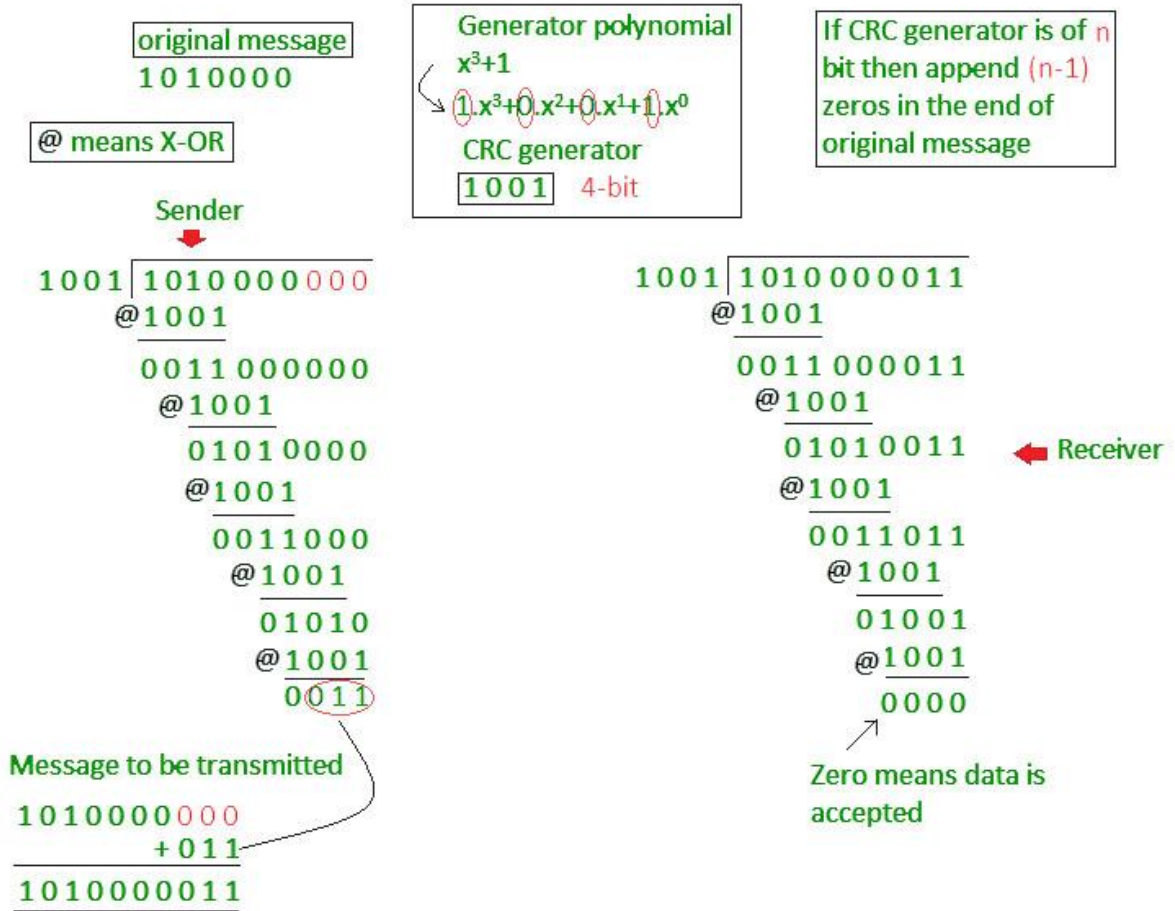 original message
1010000
@ means X-OR
Generator polynomial
x³+1
1.x³+0.x²+0.x¹+1.x⁰
CRC generator
1001 4-bit
If CRC generator is of n
bit then append (n-1)
zeros in the end of
original message
Sender
1001 1010000000
@1001
0011000000
@1001
01010000
@1001
0011000
@1001
01010
@1001
0011
Message to be transmitted
1010000000
+011
1010000011
1001 1010000011
@1001
0011000011
@1001
01010011
Receiver
@1001
0011011
@1001
01001
@1001
0000
Zero means data is
accepted